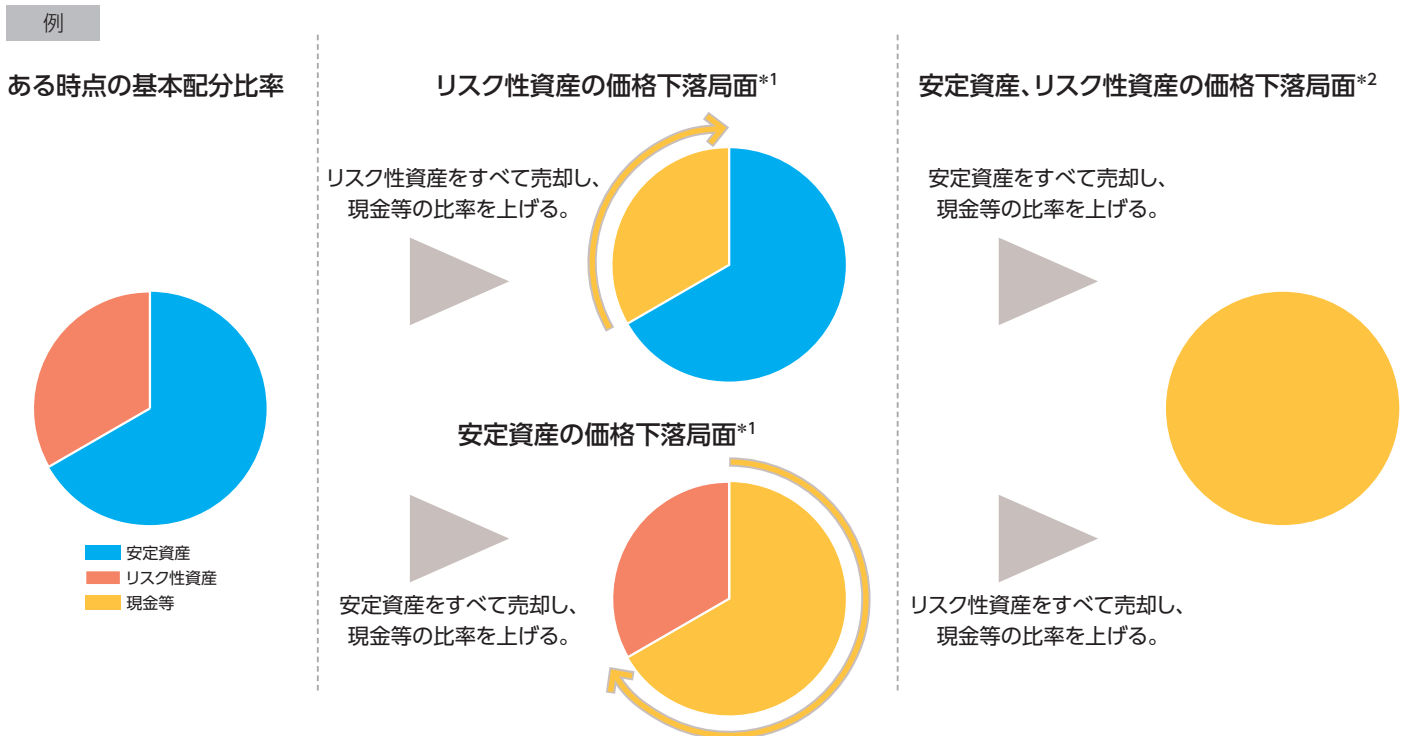 例
ある時点の基本配分比率
安定資産
リスク性資産
現金等
リスク性資産の価格下落局面*1
リスク性資産をすべて売却し、
現金等の比率を上げる。
安定資産の価格下落局面*1
安定資産をすべて売却し、
現金等の比率を上げる。
安定資産、リスク性資産の価格下落局面*2
安定資産をすべて売却し、
現金等の比率を上げる。
リスク性資産をすべて売却し、
現金等の比率を上げる。